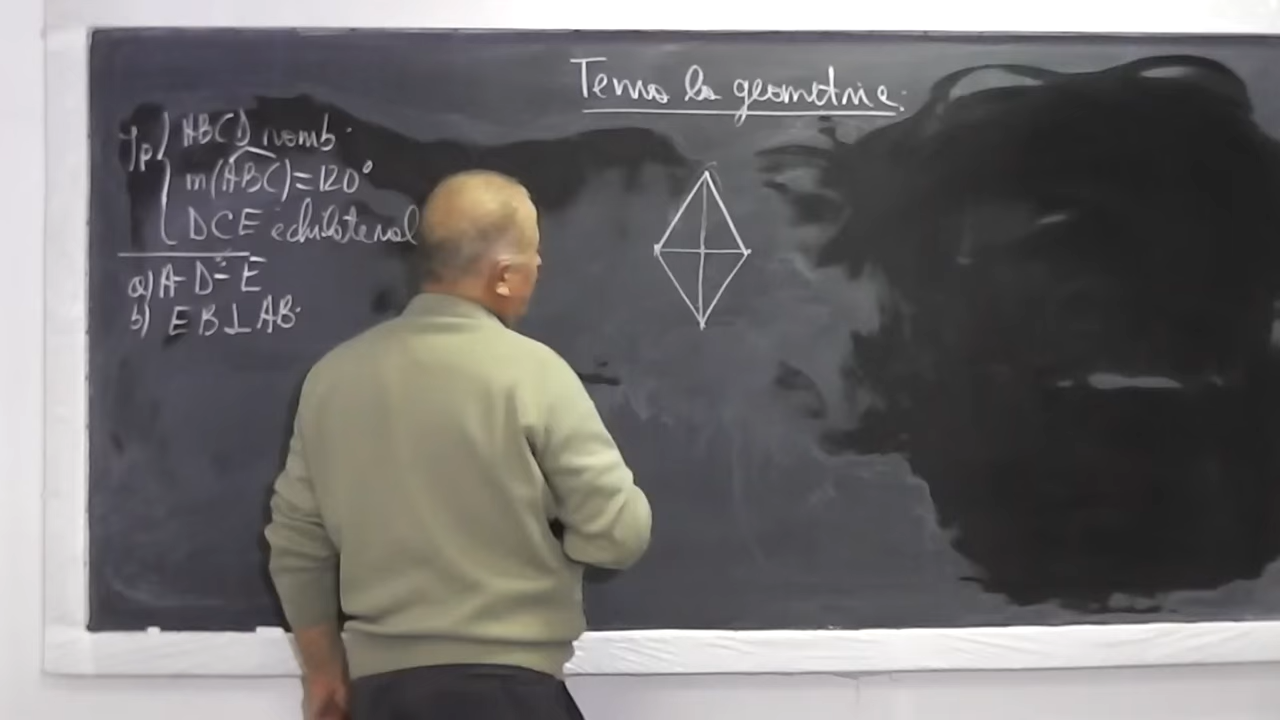 Tema la geometrie.
Ip { ABCD romb.
m(ABC)=120°
DCE echilateral
a) A-D-E
b) EB⊥AB.